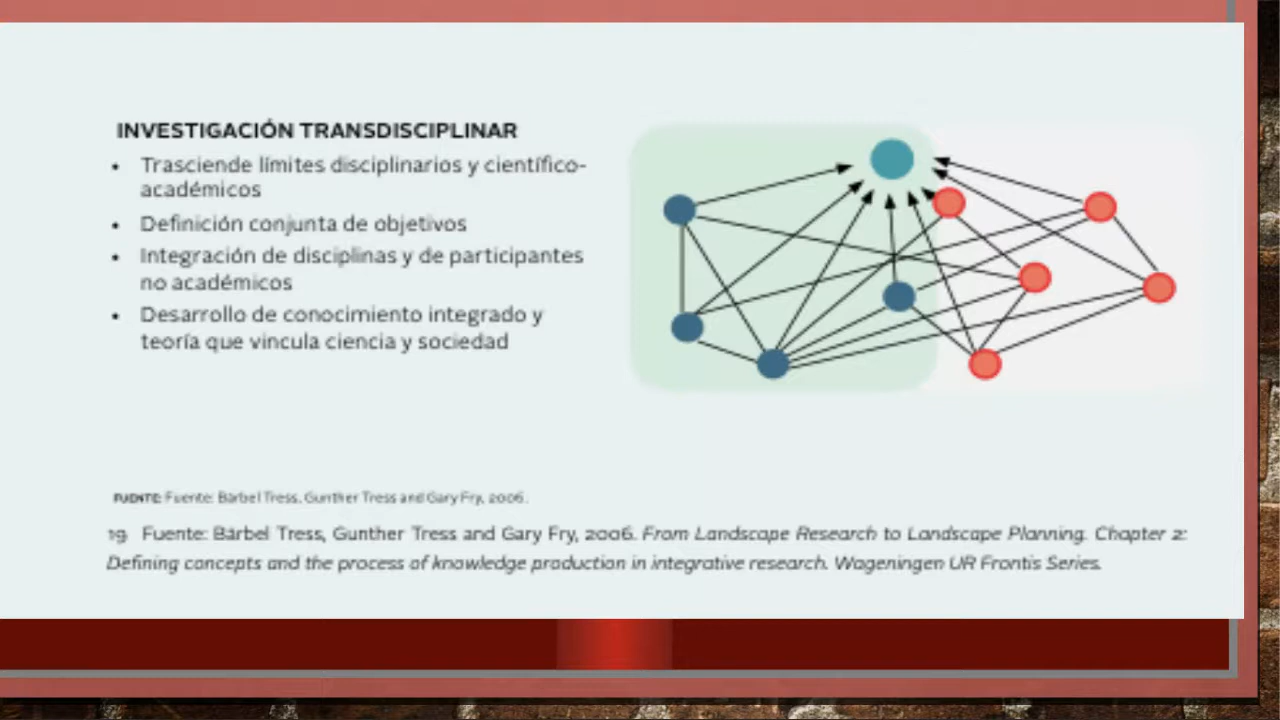 INVESTIGACIÓN TRANSDISCIPLINAR
• Trasciende límites disciplinarios y científico-
académicos
• Definición conjunta de objetivos
• Integración de disciplinas y de participantes
no académicos
• Desarrollo de conocimiento integrado y
teoría que vincula ciencia y sociedad
FUENTE: Fuente: Bärbel Tress, Gunther Tress and Gary Fry, 2006.
19 Fuente: Bärbel Tress, Gunther Tress and Gary Fry, 2006. From Landscape Research to Landscape Planning. Chapter 2:
Defining concepts and the process of knowledge production in integrative research. Wageningen UR Frontis Series.